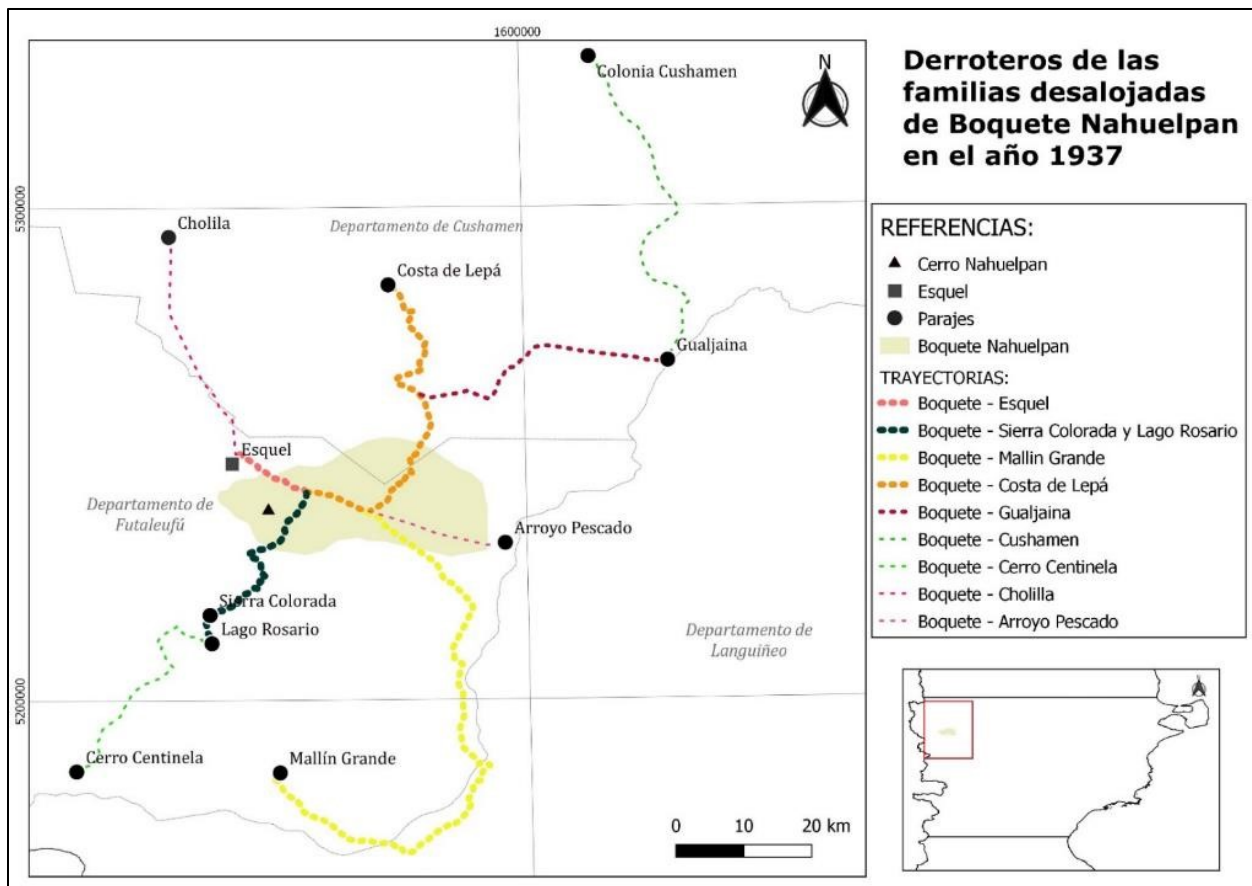 1600000
5300000
5200000
N
Colonia Cushamen
Cholila
Departamento de Cushamen
Costa de Lepá
Gualjaina
Esquel
Departamento de
Futaleufú
Arroyo Pescado
Sierra Colorada
Lago Rosario
Departamento de
Languiñeo
Cerro Centinela
Mallín Grande
0 10 20 km
Derroteros de las
familias desalojadas
de Boquete Nahuelpan
en el año 1937
REFERENCIAS:
Cerro Nahuelpan
Esquel
Parajes
Boquete Nahuelpan
TRAYECTORIAS:
Boquete - Esquel
Boquete - Sierra Colorada y Lago Rosario
Boquete - Mallin Grande
Boquete - Costa de Lepá
Boquete - Gualjaina
Boquete - Cushamen
Boquete - Cerro Centinela
Boquete - Cholilla
Boquete - Arroyo Pescado
N